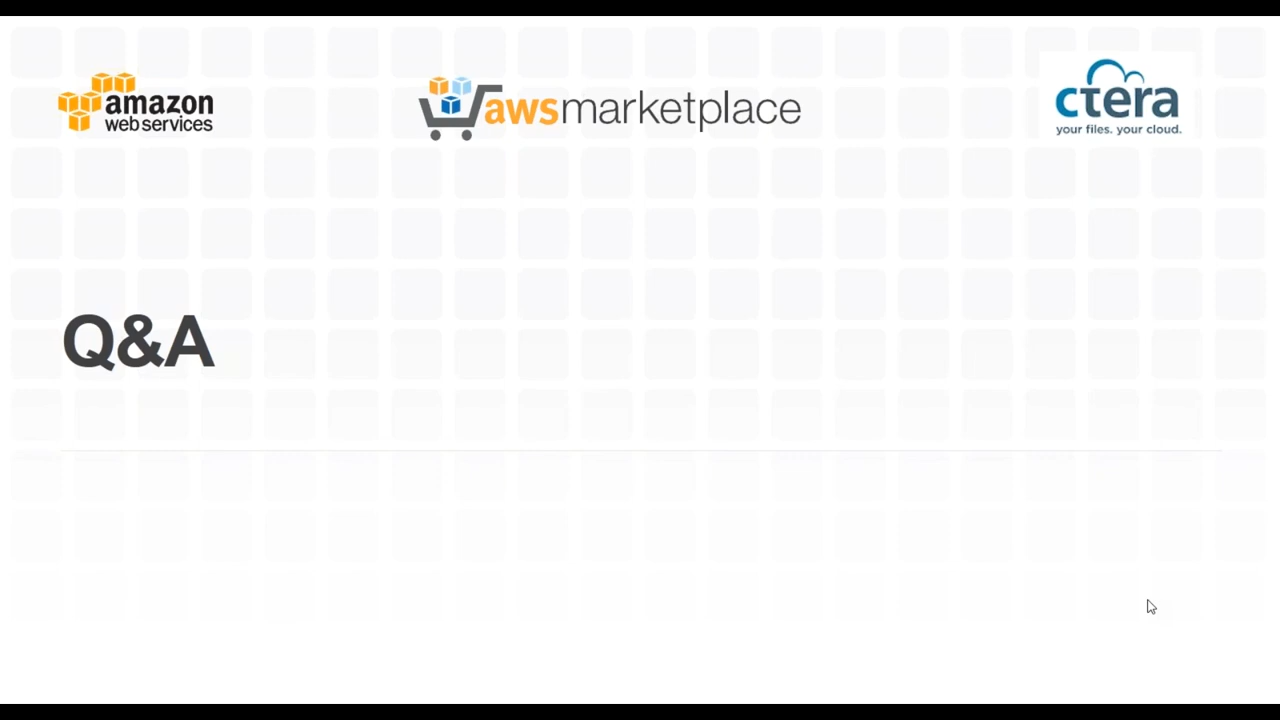 amazon
web services
awsmarketplace
ctera
your files. your cloud.
Q&A